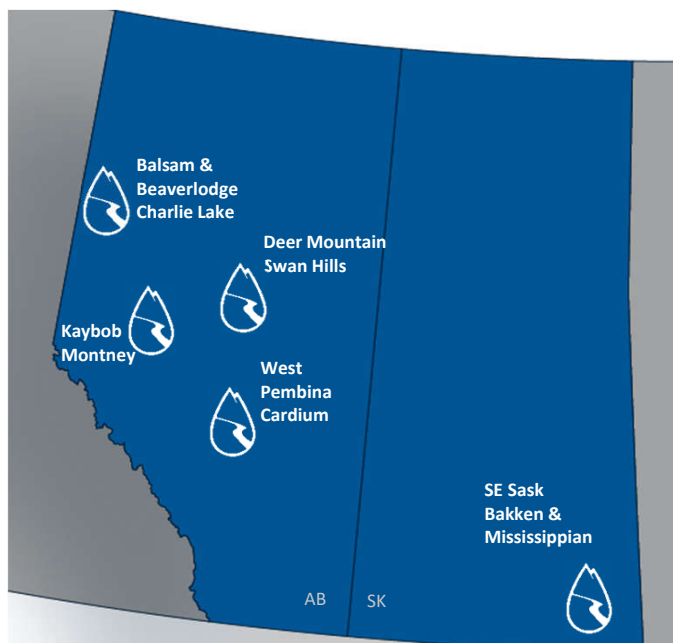 Balsam &
Beaverlodge
Charlie Lake
Deer Mountain
Swan Hills
Kaybob
Montney
West
Pembina
Cardium
SE Sask
Bakken &
Mississippian
AB
SK